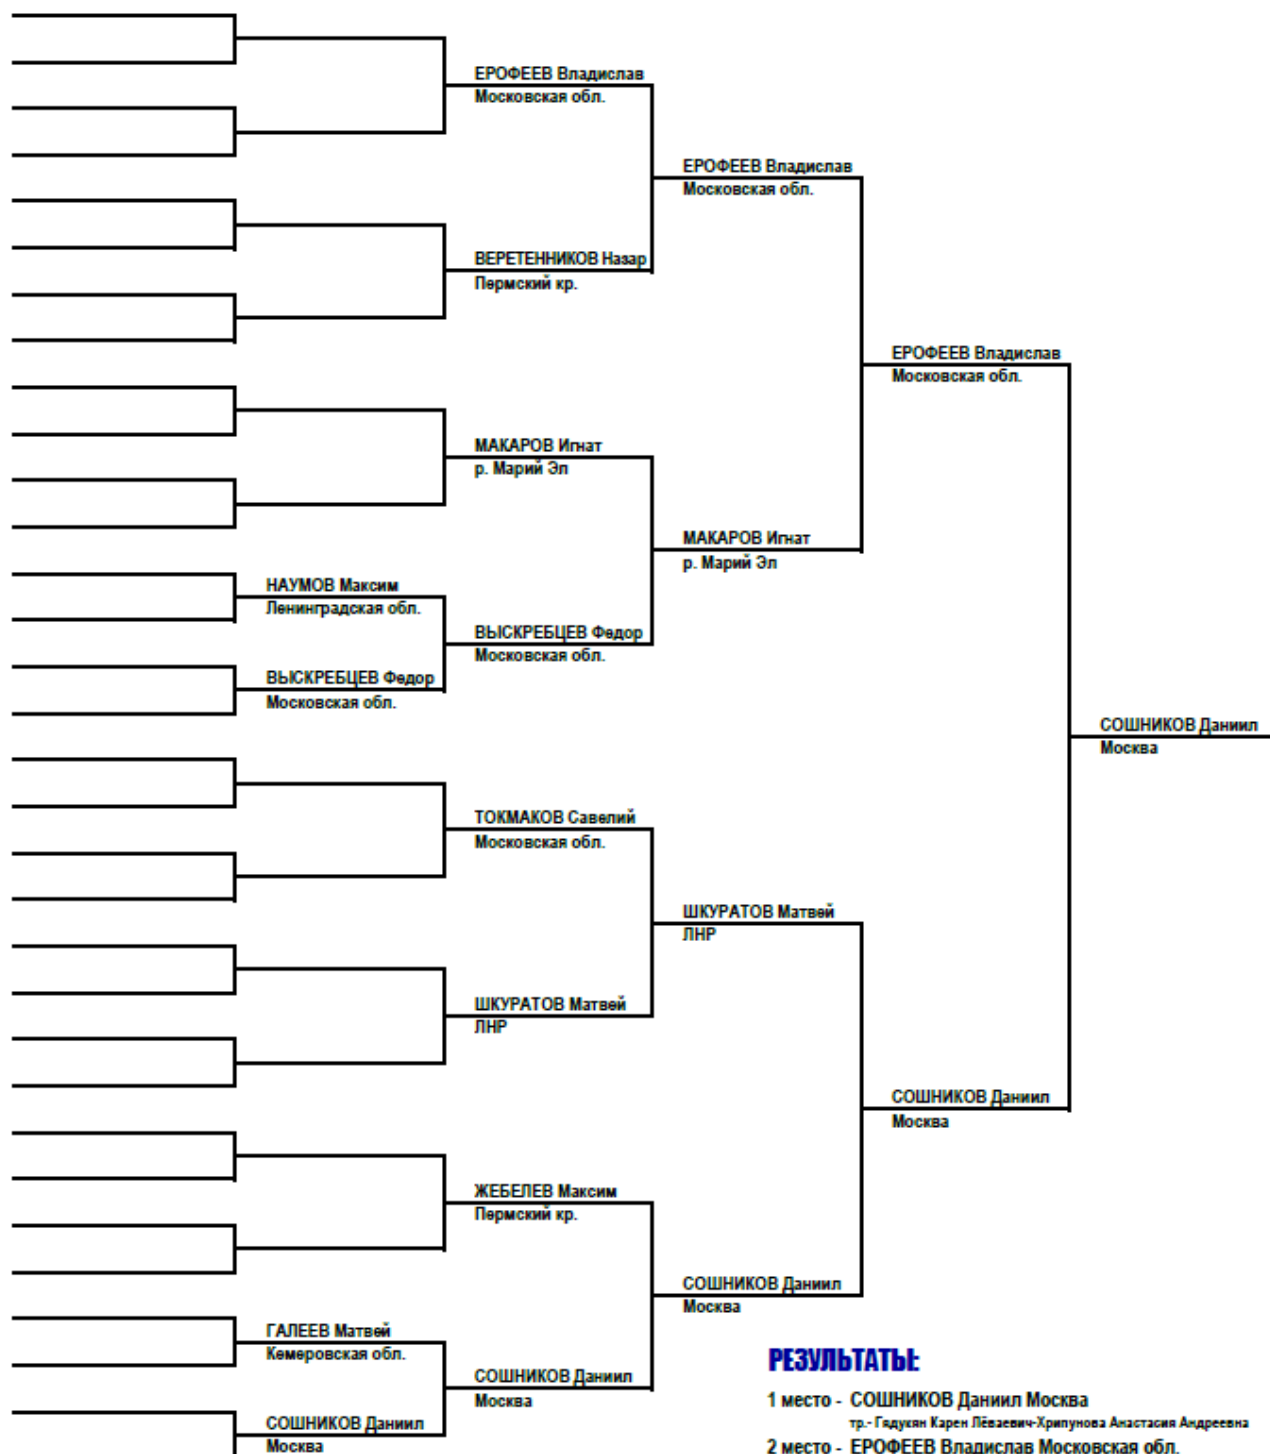 ЕРОФЕЕВ Владислав
Московская обл.
ЕРОФЕЕВ Владислав
Московская обл.
ВЕРЕТЕННИКОВ Назар
Пермский кр.
ЕРОФЕЕВ Владислав
Московская обл.
МАКАРОВ Игнат
р. Марий Эл
МАКАРОВ Игнат
р. Марий Эл
НАУМОВ Максим
Ленинградская обл.
ВЫСКРЕБЦЕВ Федор
Московская обл.
ВЫСКРЕБЦЕВ Федор
Московская обл.
СОШНИКОВ Даниил
Москва
ТОКМАКОВ Савелий
Московская обл.
ШКУРАТОВ Матвей
ЛНР
ШКУРАТОВ Матвей
ЛНР
СОШНИКОВ Даниил
Москва
ЖЕБЕЛЕВ Максим
Пермский кр.
СОШНИКОВ Даниил
Москва
ГАЛЕЕВ Матвей
Кемеровская обл.
СОШНИКОВ Даниил
Москва
СОШНИКОВ Даниил
Москва
РЕЗУЛЬТАТЫ:
1 место - СОШНИКОВ Даниил Москва
тр.- Гядукян Карен Лёваевич-Хрипунова Анастасия Андреевна
2 место - ЕРОФЕЕВ Владислав Московская обл.